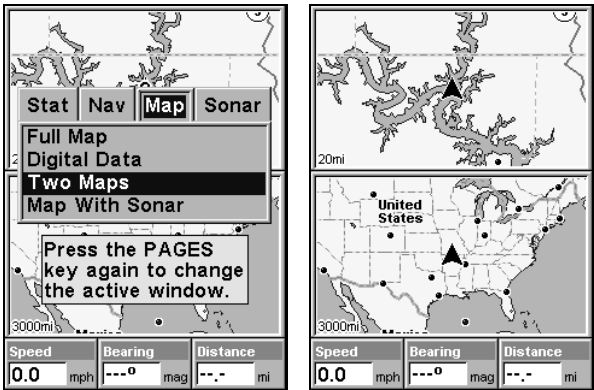 Stat Nav Map Sonar
Full Map
Digital Data
Two Maps
Map With Sonar
Press the PAGES
key again to change
the active window.
3000mi
Speed Bearing Distance
0.0 mph ---º mag --.- mi
20mi
United
States
3000mi
Speed Bearing Distance
0.0 mph ---º mag --.- mi